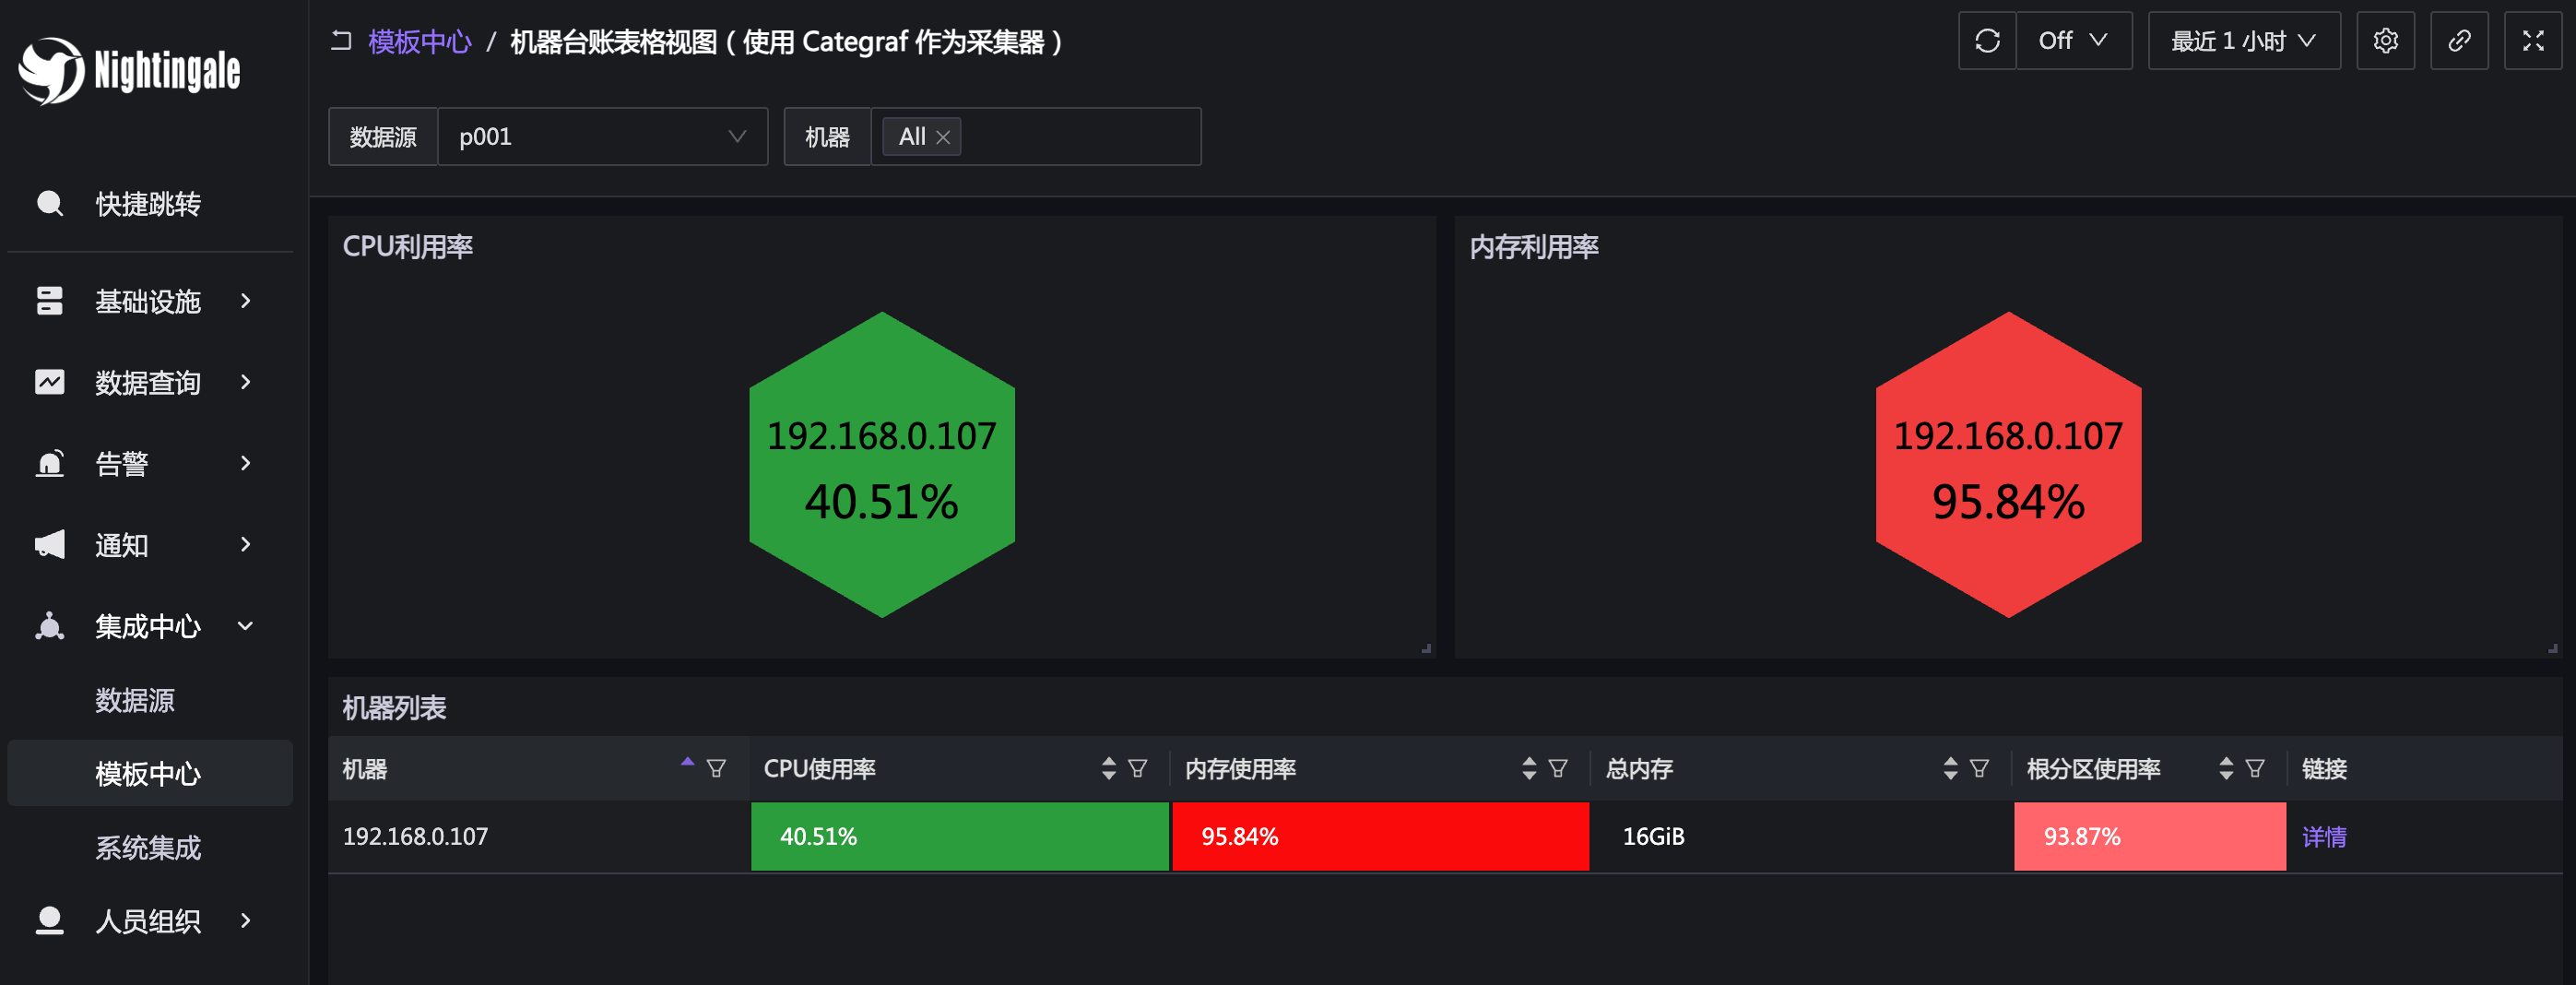 Nightingale
快捷跳转
基础设施
数据查询
告警
通知
集成中心
数据源
模板中心
系统集成
人员组织
模板中心 / 机器台账表格视图（使用 Categraf 作为采集器）
Off
最近 1 小时
数据源 p001
机器 All
CPU利用率
192.168.0.107
40.51%
内存利用率
192.168.0.107
95.84%
机器列表
机器 CPU使用率 内存使用率 总内存 根分区使用率 链接
192.168.0.107 40.51% 95.84% 16GiB 93.87% 详情